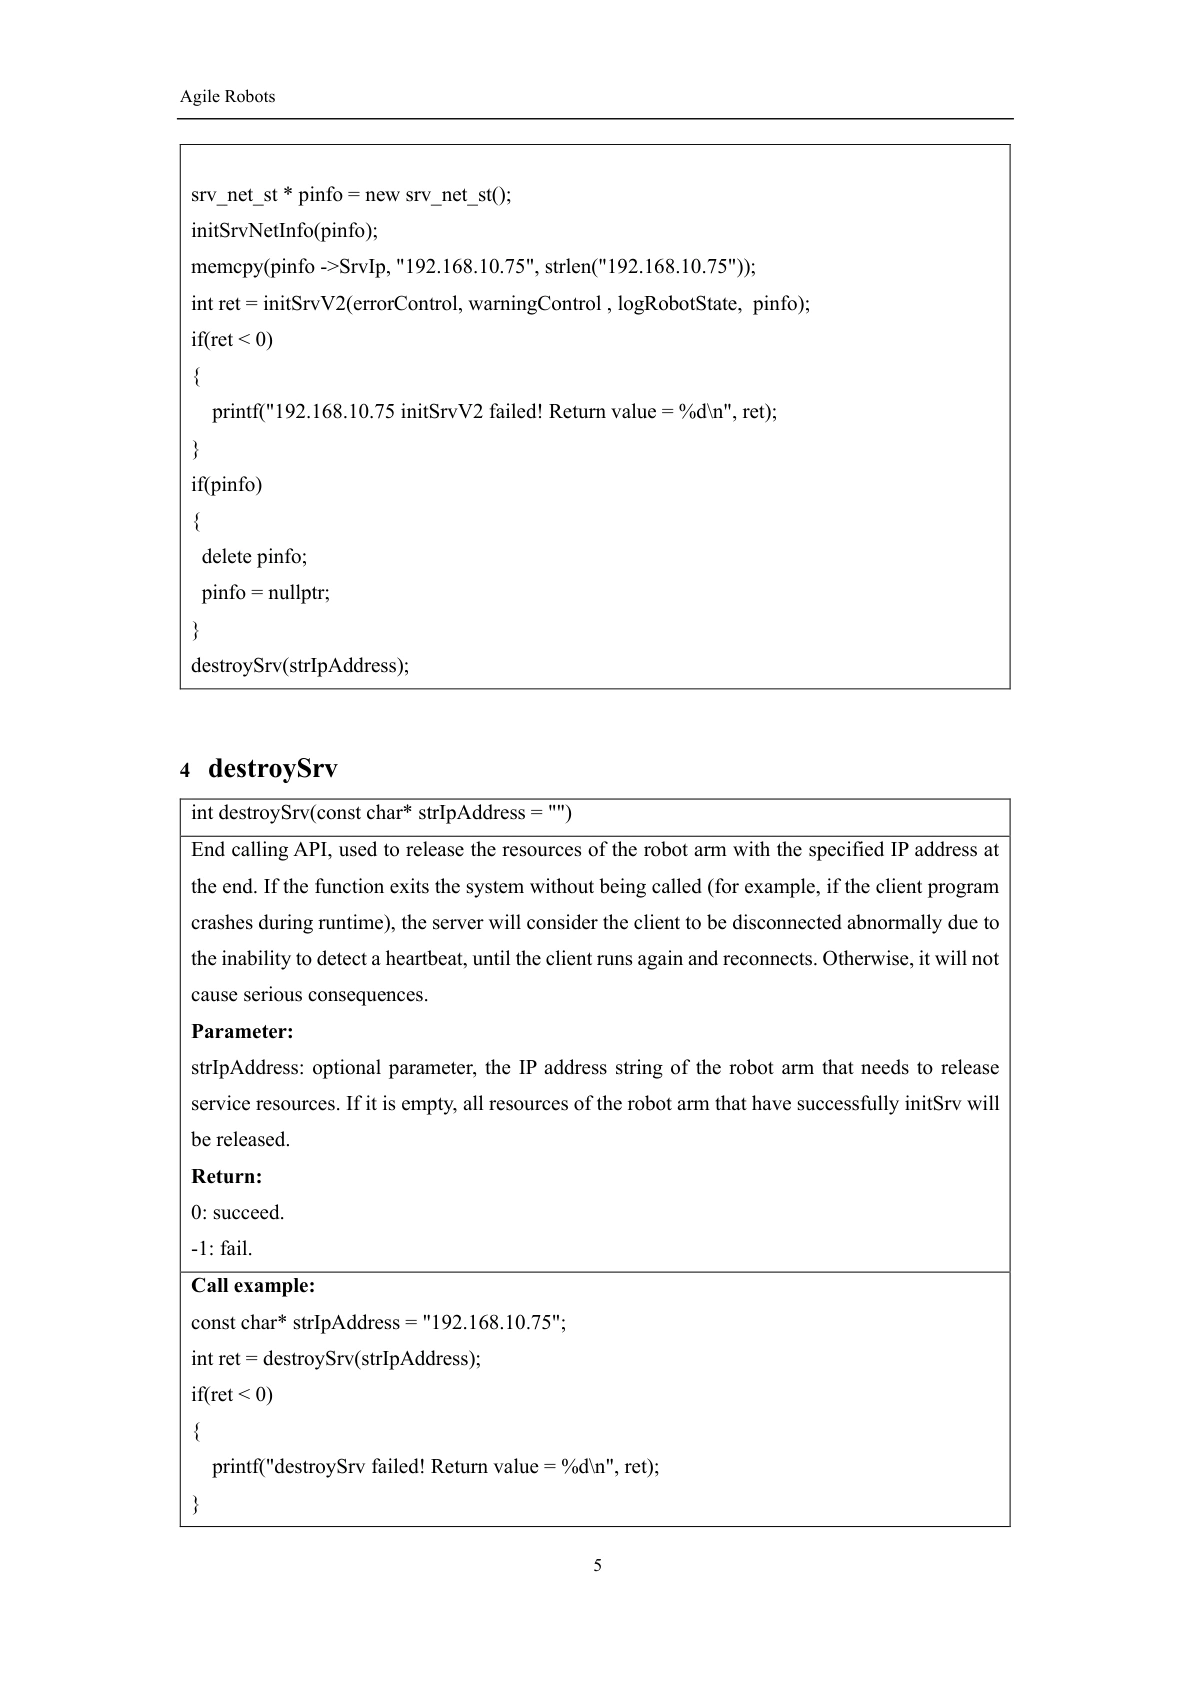 Agile Robots
srv_net_st * pinfo = new srv_net_st();
initSrvNetInfo(pinfo);
memcpy(pinfo ->SrvIp, "192.168.10.75", strlen("192.168.10.75"));
int ret = initSrvV2(errorControl, warningControl , logRobotState,  pinfo);
if(ret < 0)
{
    printf("192.168.10.75 initSrvV2 failed! Return value = %d\n", ret);
}
if(pinfo)
{
  delete pinfo;
  pinfo = nullptr;
}
destroySrv(strIpAddress);
4 destroySrv
int destroySrv(const char* strIpAddress = "")
End calling API, used to release the resources of the robot arm with the specified IP address at
the end. If the function exits the system without being called (for example, if the client program
crashes during runtime), the server will consider the client to be disconnected abnormally due to
the inability to detect a heartbeat, until the client runs again and reconnects. Otherwise, it will not
cause serious consequences.
Parameter:
strIpAddress: optional parameter, the IP address string of the robot arm that needs to release
service resources. If it is empty, all resources of the robot arm that have successfully initSrv will
be released.
Return:
0: succeed.
-1: fail.
Call example:
const char* strIpAddress = "192.168.10.75";
int ret = destroySrv(strIpAddress);
if(ret < 0)
{
    printf("destroySrv failed! Return value = %d\n", ret);
}
5